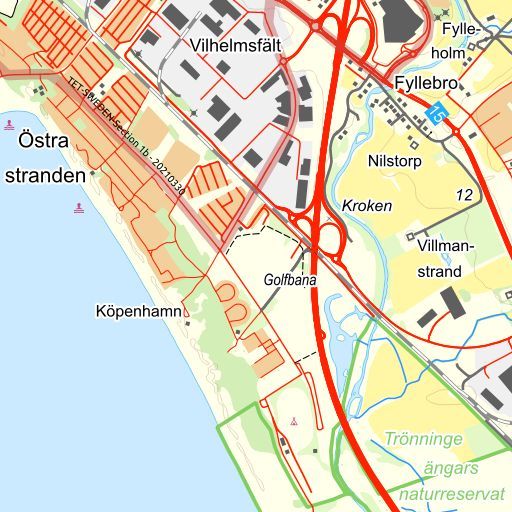 Fylle-
holm
Vilhelmsfält
Fyllebro
TET-SWEDEN-Section 1b - 20210330
15
Östra
stranden
Nilstorp
Kroken
12
Villman-
strand
Golfbana
Köpenhamn
Trönninge
ängars
naturreservat